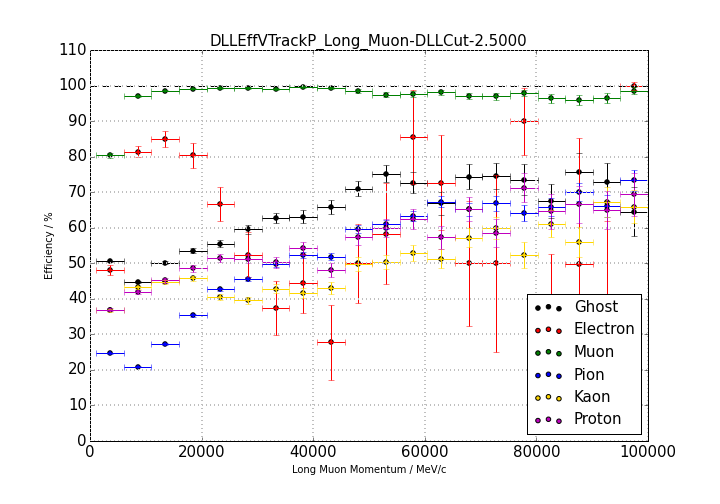 DLLEffVTrackP_Long_Muon-DLLCut-2.5000
110
100
90
80
70
60
50
40
30
20
10
0
Efficiency / %
Ghost
Electron
Muon
Pion
Kaon
Proton
0 20000 40000 60000 80000 100000
Long Muon Momentum / MeV/c